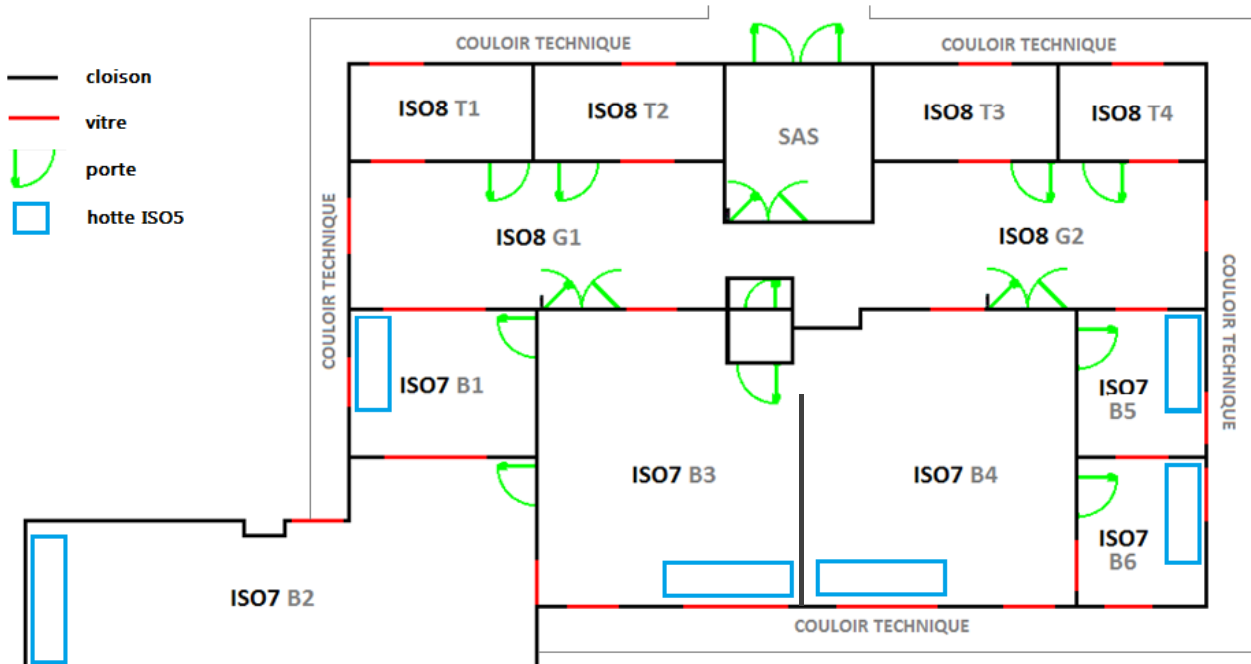 COULOIR TECHNIQUE
COULOIR TECHNIQUE
cloison
vitre
porte
hotte ISO5
ISO8 T1
ISO8 T2
SAS
ISO8 T3
ISO8 T4
COULOIR TECHNIQUE
ISO8 G1
ISO8 G2
COULOIR TECHNIQUE
ISO7 B1
ISO7
B5
ISO7 B3
ISO7 B4
ISO7
B6
ISO7 B2
COULOIR TECHNIQUE